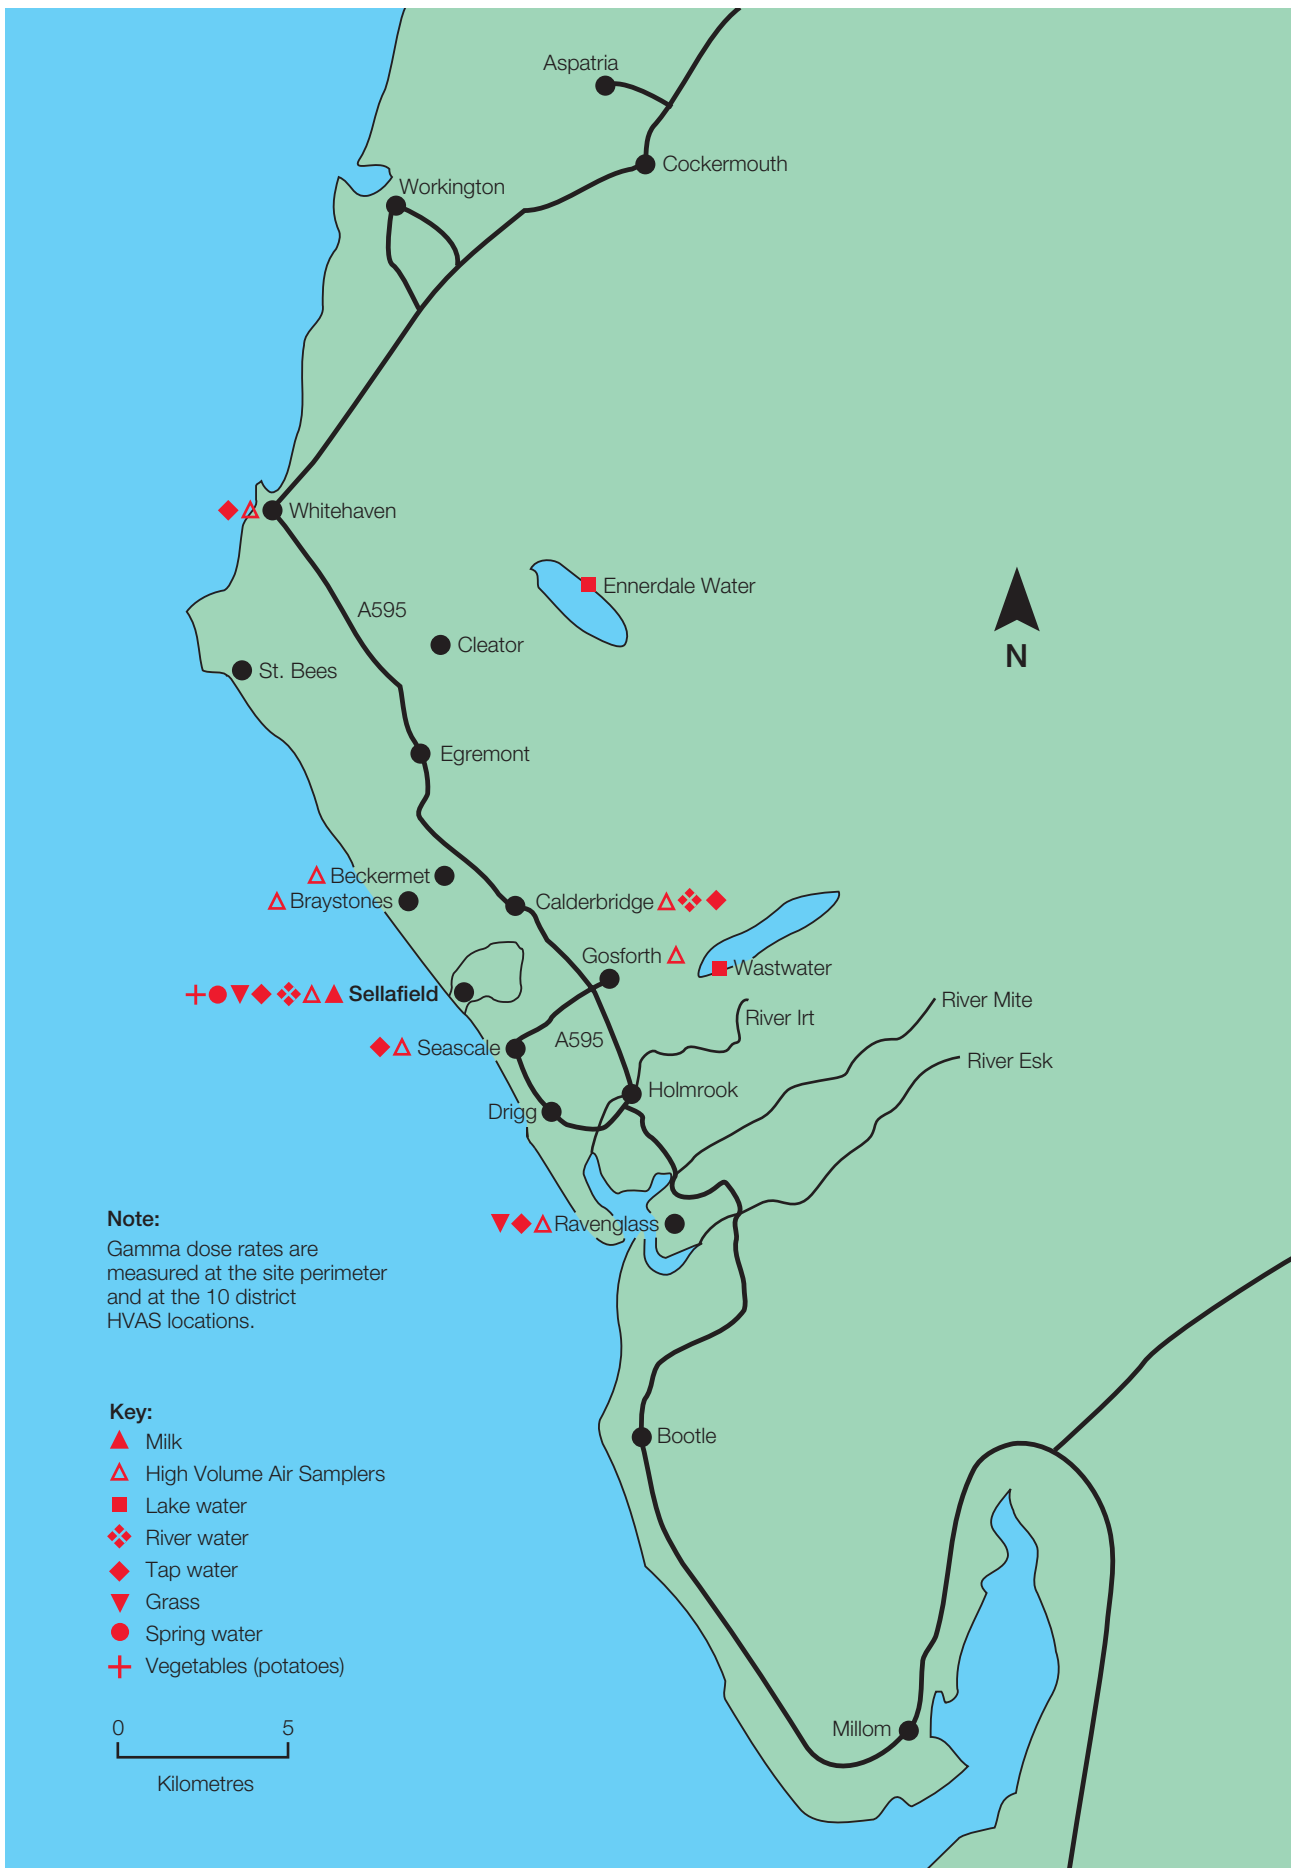 Aspatria
Cockermouth
Workington
Whitehaven
Ennerdale Water
A595
Cleator
N
St. Bees
Egremont
Beckermet
Braystones
Calderbridge
Gosforth
Wastwater
Sellafield
River Mite
River Irt
A595
Seascale
River Esk
Holmrook
Drigg
Ravenglass
Note:
Gamma dose rates are
measured at the site perimeter
and at the 10 district
HVAS locations.
Key:
Milk
High Volume Air Samplers
Lake water
River water
Tap water
Grass
Spring water
Vegetables (potatoes)
Bootle
Millom
0 5
Kilometres